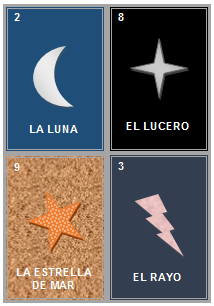 2
LA LUNA
8
EL LUCERO
9
LA ESTRELLA
DE MAR
3
EL RAYO